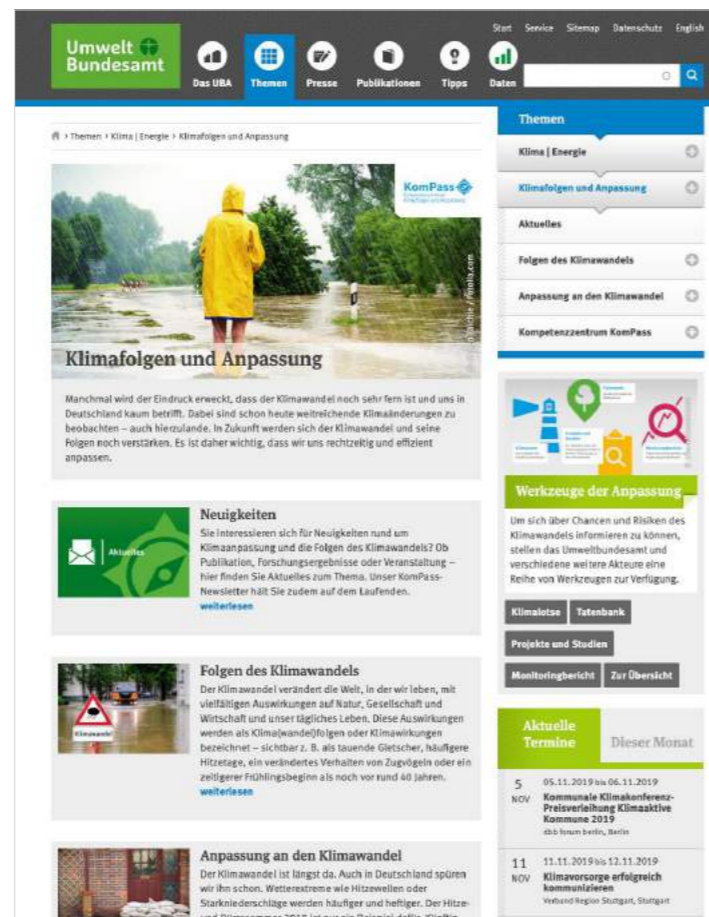 Start Service Sitemap Datenschutz English
Umwelt
Bundesamt
Das UBA Themen Presse Publikationen Tipps Daten
› Themen › Klima | Energie › Klimafolgen und Anpassung
KomPass
Klimafolgen und Anpassung
Manchmal wird der Eindruck erweckt, dass der Klimawandel noch sehr fern ist und uns in
Deutschland kaum betrifft. Dabei sind schon heute weitreichende Klimaänderungen zu
beobachten – auch hierzulande. In Zukunft werden sich der Klimawandel und seine
Folgen noch verstärken. Es ist daher wichtig, dass wir uns rechtzeitig und effizient
anpassen.
Aktuelles
Neuigkeiten
Sie interessieren sich für Neuigkeiten rund um
Klimaanpassung und die Folgen des Klimawandels? Ob
Publikation, Forschungsergebnisse oder Veranstaltung –
hier finden Sie Aktuelles zum Thema. Unser KomPass-
Newsletter hält Sie zudem auf dem Laufenden.
weiterlesen
Klimawandel
Folgen des Klimawandels
Der Klimawandel verändert die Welt, in der wir leben, mit
vielfältigen Auswirkungen auf Natur, Gesellschaft und
Wirtschaft und unser tägliches Leben. Diese Auswirkungen
werden als Klima(wandel)folgen oder Klimawirkungen
bezeichnet – sichtbar z. B. als tauende Gletscher, häufigere
Hitzetage, ein verändertes Verhalten von Zugvögeln oder ein
zeitigerer Frühlingsbeginn als noch vor rund 40 Jahren.
weiterlesen
Anpassung an den Klimawandel
Der Klimawandel ist längst da. Auch in Deutschland spüren
wir ihn schon. Wetterextreme wie Hitzewellen oder
Starkniederschläge werden häufiger und heftiger. Der Hitze-
Themen
Klima | Energie
Klimafolgen und Anpassung
Aktuelles
Folgen des Klimawandels
Anpassung an den Klimawandel
Kompetenzzentrum KomPass
Werkzeuge der Anpassung
Um sich über Chancen und Risiken des
Klimawandels informieren zu können,
stellen das Umweltbundesamt und
verschiedene weitere Akteure eine
Reihe von Werkzeugen zur Verfügung.
Klimalotse Tatenbank
Projekte und Studien
Monitoringbericht Zur Übersicht
Aktuelle
Termine
Dieser Monat
5
NOV
05.11.2019 bis 06.11.2019
Kommunale Klimakonferenz-
Preisverleihung Klimaaktive
Kommune 2019
dbb forum berlin, Berlin
11
NOV
11.11.2019 bis 12.11.2019
Klimavorsorge erfolgreich
kommunizieren
Verband Region Stuttgart, Stuttgart